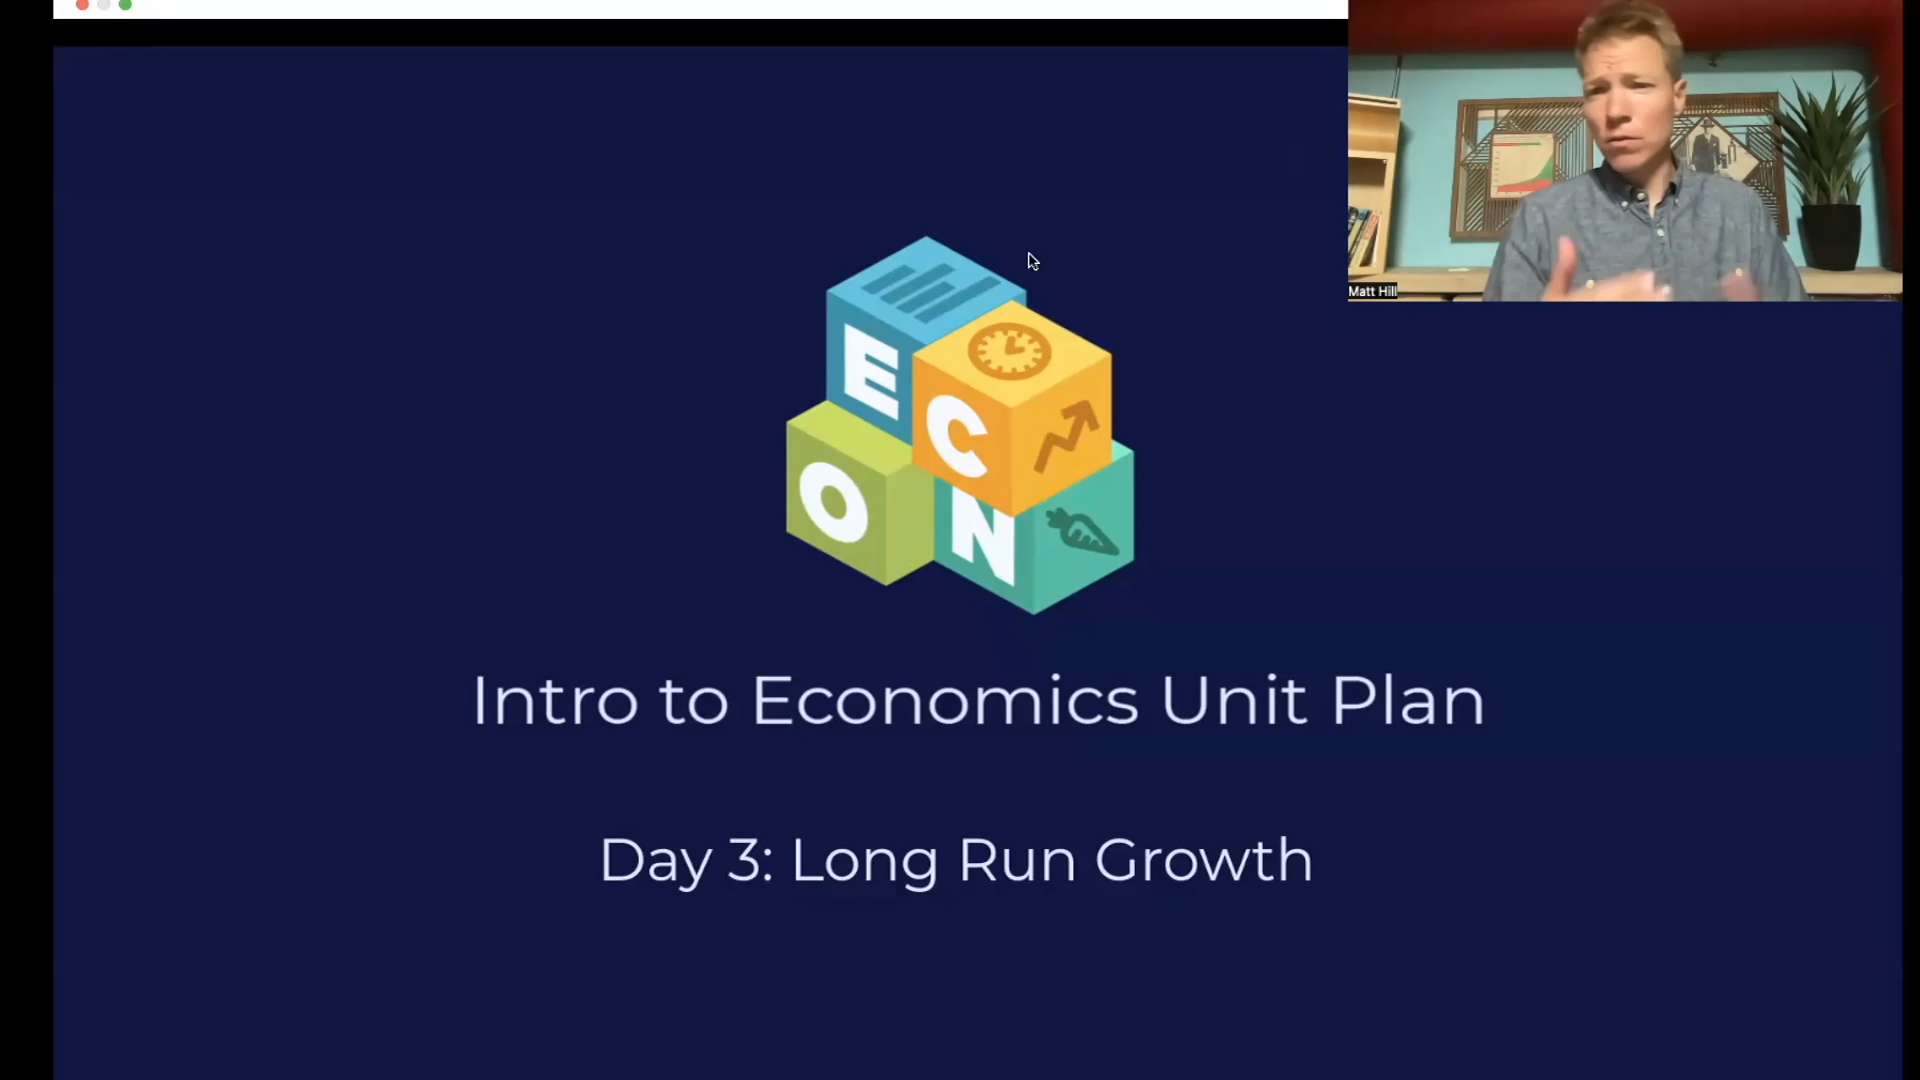 Matt Hill
E
C
O
N
Intro to Economics Unit Plan
Day 3: Long Run Growth